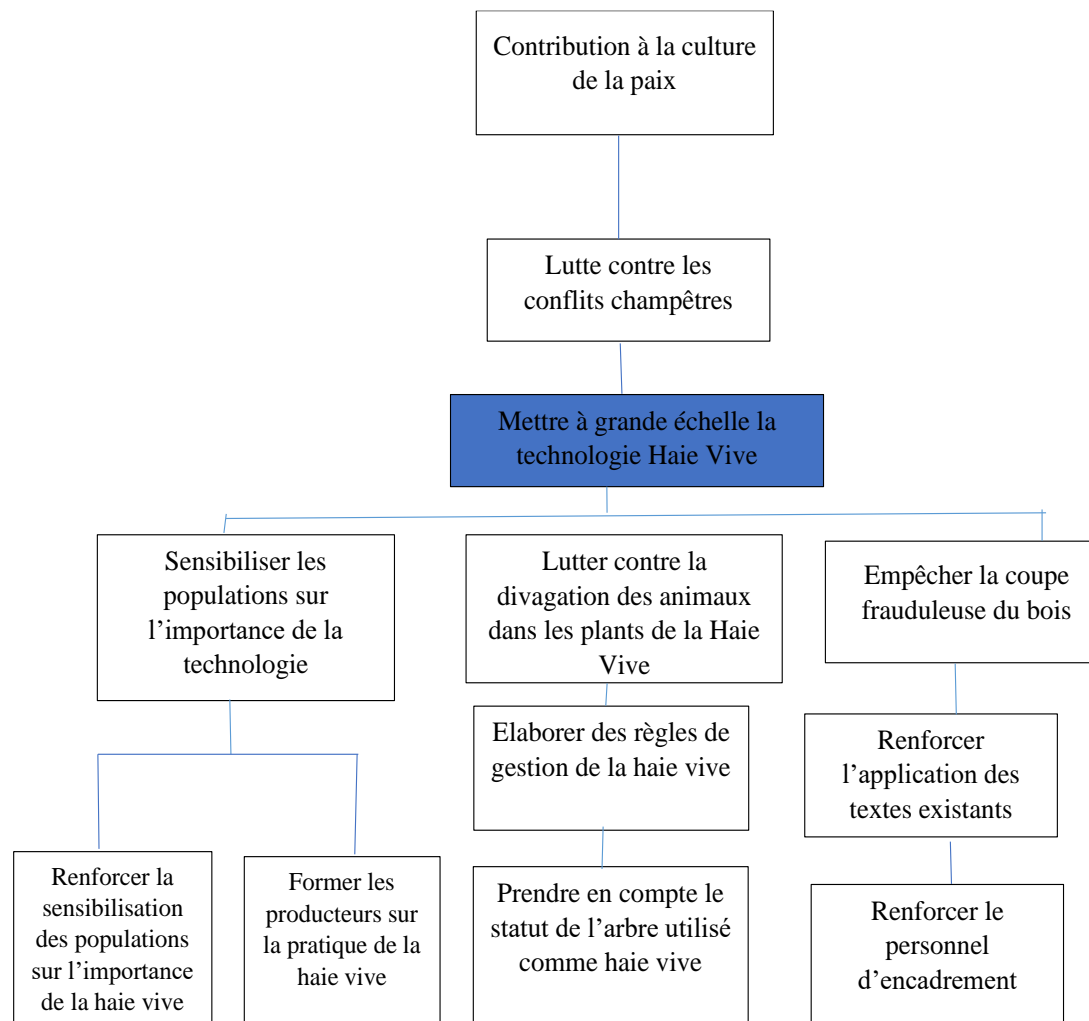 Contribution à la culture
de la paix
Lutte contre les
conflits champêtres
Mettre à grande échelle la
technologie Haie Vive
Sensibiliser les
populations sur
l’importance de la
technologie
Lutter contre la
divagation des animaux
dans les plants de la Haie
Vive
Empêcher la coupe
frauduleuse du bois
Elaborer des règles de
gestion de la haie vive
Renforcer
l’application des
textes existants
Renforcer la
sensibilisation
des populations
sur l’importance
de la haie vive
Former les
producteurs sur
la pratique de la
haie vive
Prendre en compte le
statut de l’arbre utilisé
comme haie vive
Renforcer le
personnel
d’encadrement